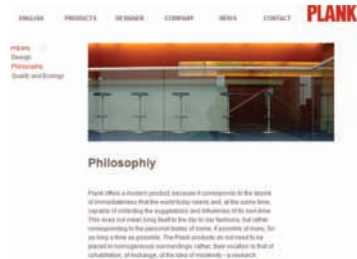 ENGLISH PRODUCTS DESIGNER COMPANY NEWS CONTACT PLANK
PLANK
Design
Philosophy
Quality and Ecology
Philosophiy
Plank offers a modern product, because it corresponds to the desire
of immediateness that the world today needs and, at the same time,
capable of collecting the suggestions and influences of its own time.
This does not mean tying itself to the day to day fashions, but rather
corresponding to the personal tastes of some, if possible of many, for
as long a time as possible. The Plank products do not need to be
placed in homogeneous surroundings: rather, their vocation is that of
cohabitation, of exchange, of the idea of modernity - a research